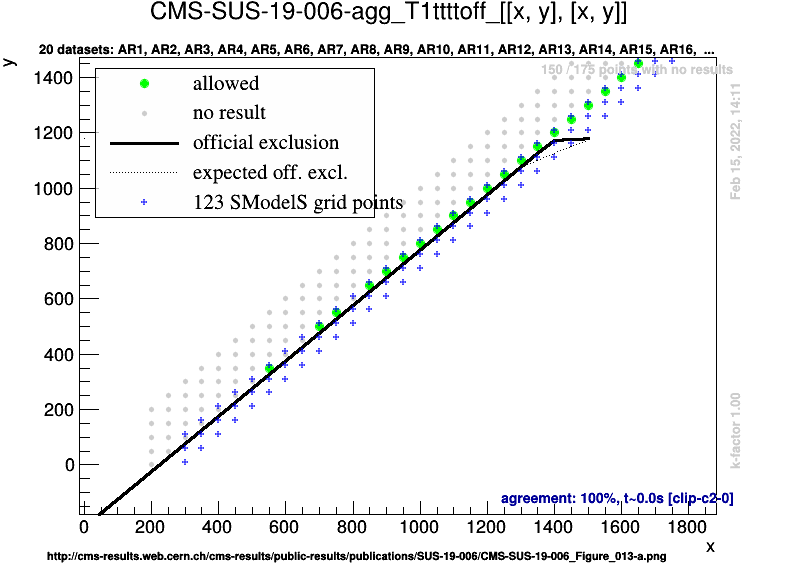 CMS-SUS-19-006-agg_T1ttttoff_[[x, y], [x, y]]
20 datasets: AR1, AR2, AR3, AR4, AR5, AR6, AR7, AR8, AR9, AR10, AR11, AR12, AR13, AR14, AR15, AR16, ...
y
150 / 175 points with no results
allowed
no result
official exclusion
expected off. excl.
123 SModelS grid points
1400
1200
1000
800
600
400
200
0
Feb 15, 2022, 14:11
k-factor 1.00
agreement: 100%, t~0.0s [clip-c2-0]
0 200 400 600 800 1000 1200 1400 1600 1800
x
http://cms-results.web.cern.ch/cms-results/public-results/publications/SUS-19-006/CMS-SUS-19-006_Figure_013-a.png